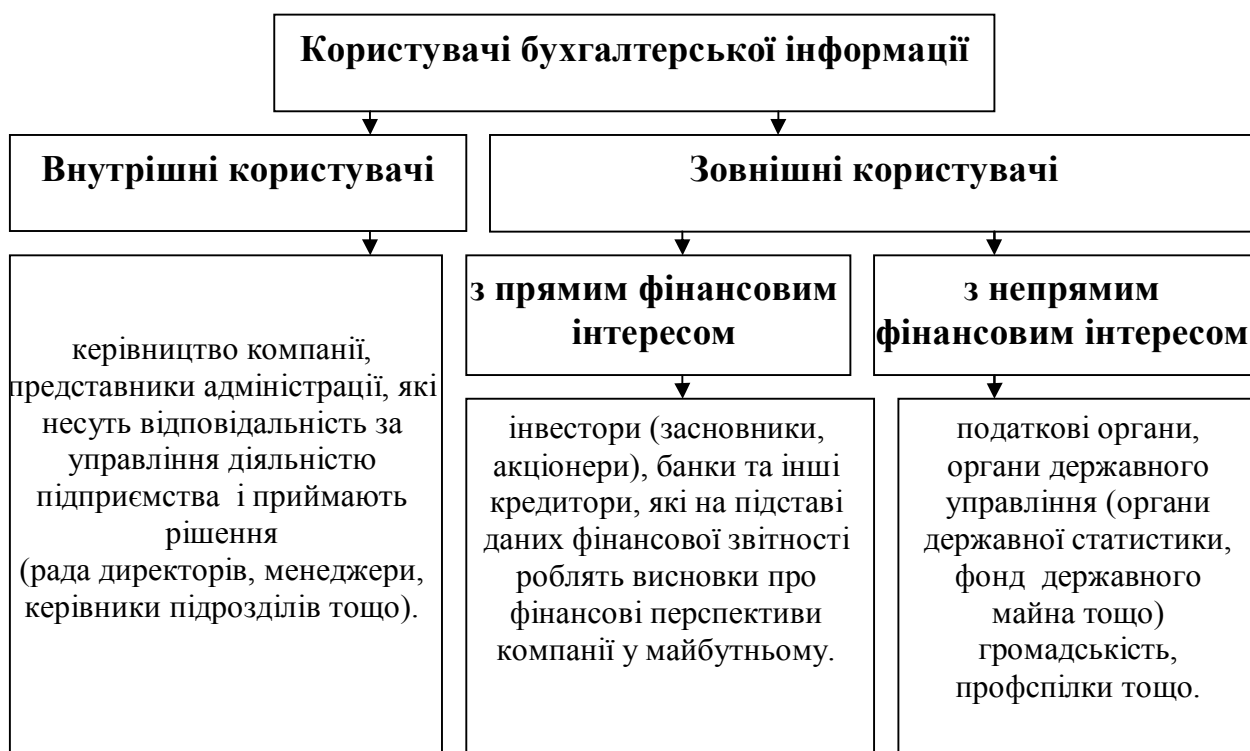 Користувачі бухгалтерської інформації
Внутрішні користувачі
Зовнішні користувачі
керівництво компанії,
представники адміністрації, які
несуть відповідальність за
управління діяльністю
підприємства і приймають
рішення
(рада директорів, менеджери,
керівники підрозділів тощо).
з прямим фінансовим
інтересом
інвестори (засновники,
акціонери), банки та інші
кредитори, які на підставі
даних фінансової звітності
роблять висновки про
фінансові перспективи
компанії у майбутньому.
з непрямим
фінансовим інтересом
податкові органи,
органи державного
управління (органи
державної статистики,
фонд державного
майна тощо)
громадськість,
профспілки тощо.